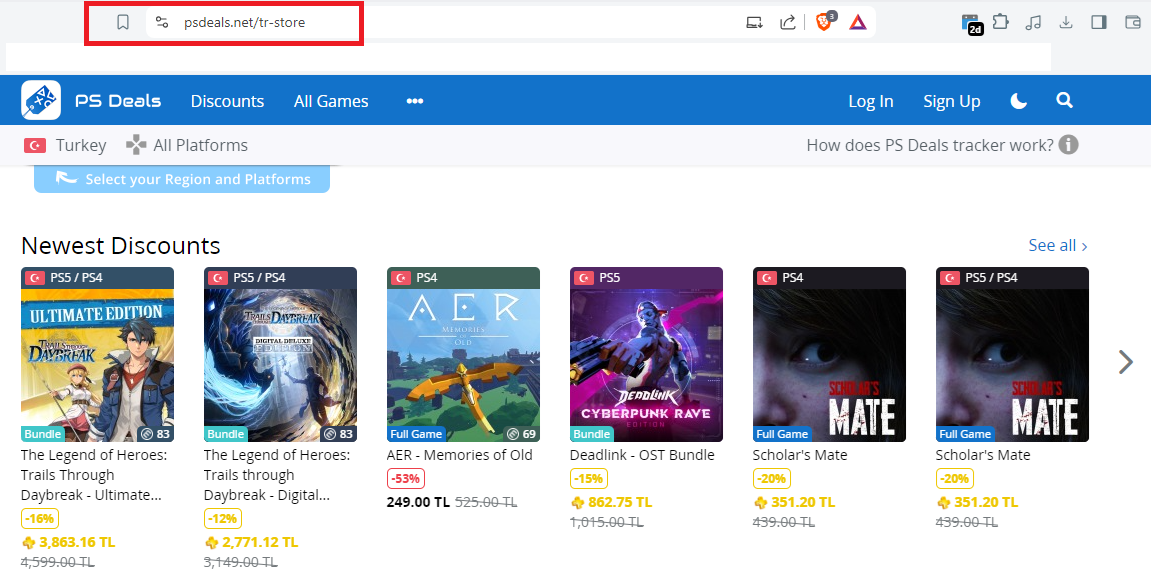 psdeals.net/tr-store
3
2d
PS Deals
Discounts
All Games
Log In
Sign Up
Turkey
All Platforms
How does PS Deals tracker work?
Select your Region and Platforms
Newest Discounts
See all
PS5 / PS4
ULTIMATE EDITION
TRAILS THROUGH
DAYBREAK
Bundle
83
The Legend of Heroes:
Trails Through
Daybreak - Ultimate...
-16%
3,863.16 TL
4,599.00 TL
PS5 / PS4
TRAILS THROUGH
DAYBREAK
DIGITAL DELUXE
EDITION
Bundle
83
The Legend of Heroes:
Trails through
Daybreak - Digital...
-12%
2,771.12 TL
3,149.00 TL
PS4
AER
MEMORIES
OF
OLD
Full Game
69
AER - Memories of Old
-53%
249.00 TL 525.00 TL
PS5
DEADLINK
CYBERPUNK RAVE
EDITION
Bundle
Deadlink - OST Bundle
-15%
862.75 TL
1,015.00 TL
PS4
SCHOLAR'S
MATE
Full Game
Scholar's Mate
-20%
351.20 TL
439.00 TL
PS5 / PS4
SCHOLAR'S
MATE
Full Game
Scholar's Mate
-20%
351.20 TL
439.00 TL